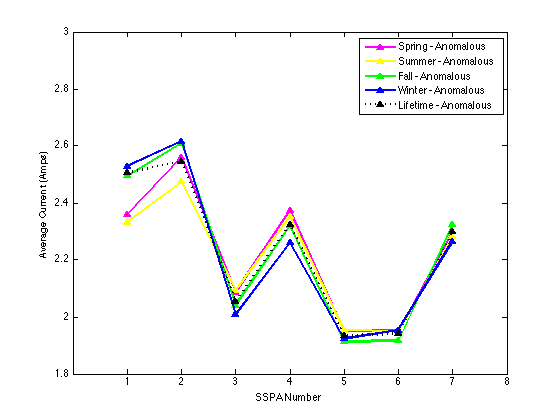 3
2.8
2.6
2.4
2.2
2
1.8
Average Current (Amps)
1 2 3 4 5 6 7 8
SSPA Number
Spring - Anomalous
Summer - Anomalous
Fall - Anomalous
Winter - Anomalous
Lifetime - Anomalous